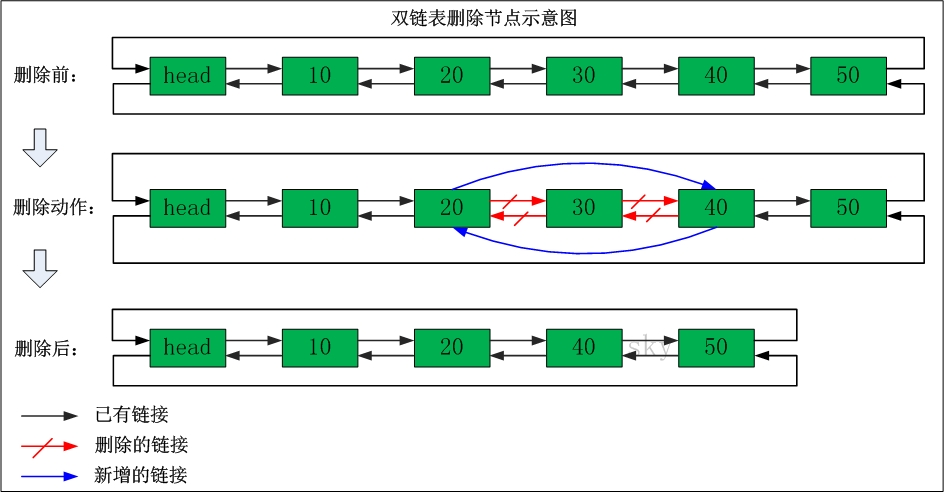 双链表删除节点示意图
删除前:
head 10 20 30 40 50
删除动作:
head 10 20 30 40 50
删除后:
head 10 20 40 sky 50
已有链接
删除的链接
新增的链接